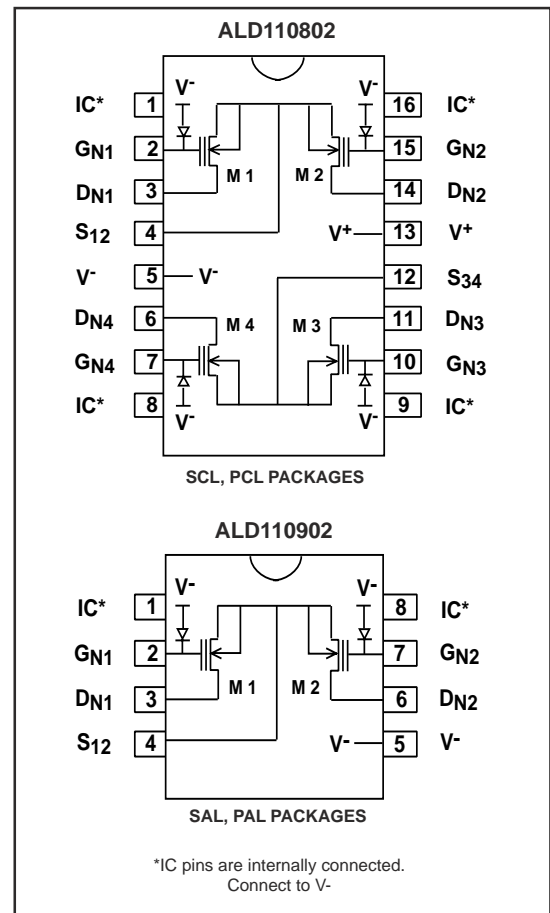 ALD110802
V- V-
IC* 1 16 IC*
GN1 2 15 GN2
M 1 M 2
DN1 3 14 DN2
S12 4 V+ 13 V+
V- 5 V- 12 S34
DN4 6 M 4 M 3 11 DN3
GN4 7 10 GN3
IC* 8 V- V- 9 IC*
SCL, PCL PACKAGES
ALD110902
V- V-
IC* 1 8 IC*
GN1 2 7 GN2
M 1 M 2
DN1 3 6 DN2
S12 4 V- 5 V-
SAL, PAL PACKAGES
*IC pins are internally connected.
Connect to V-